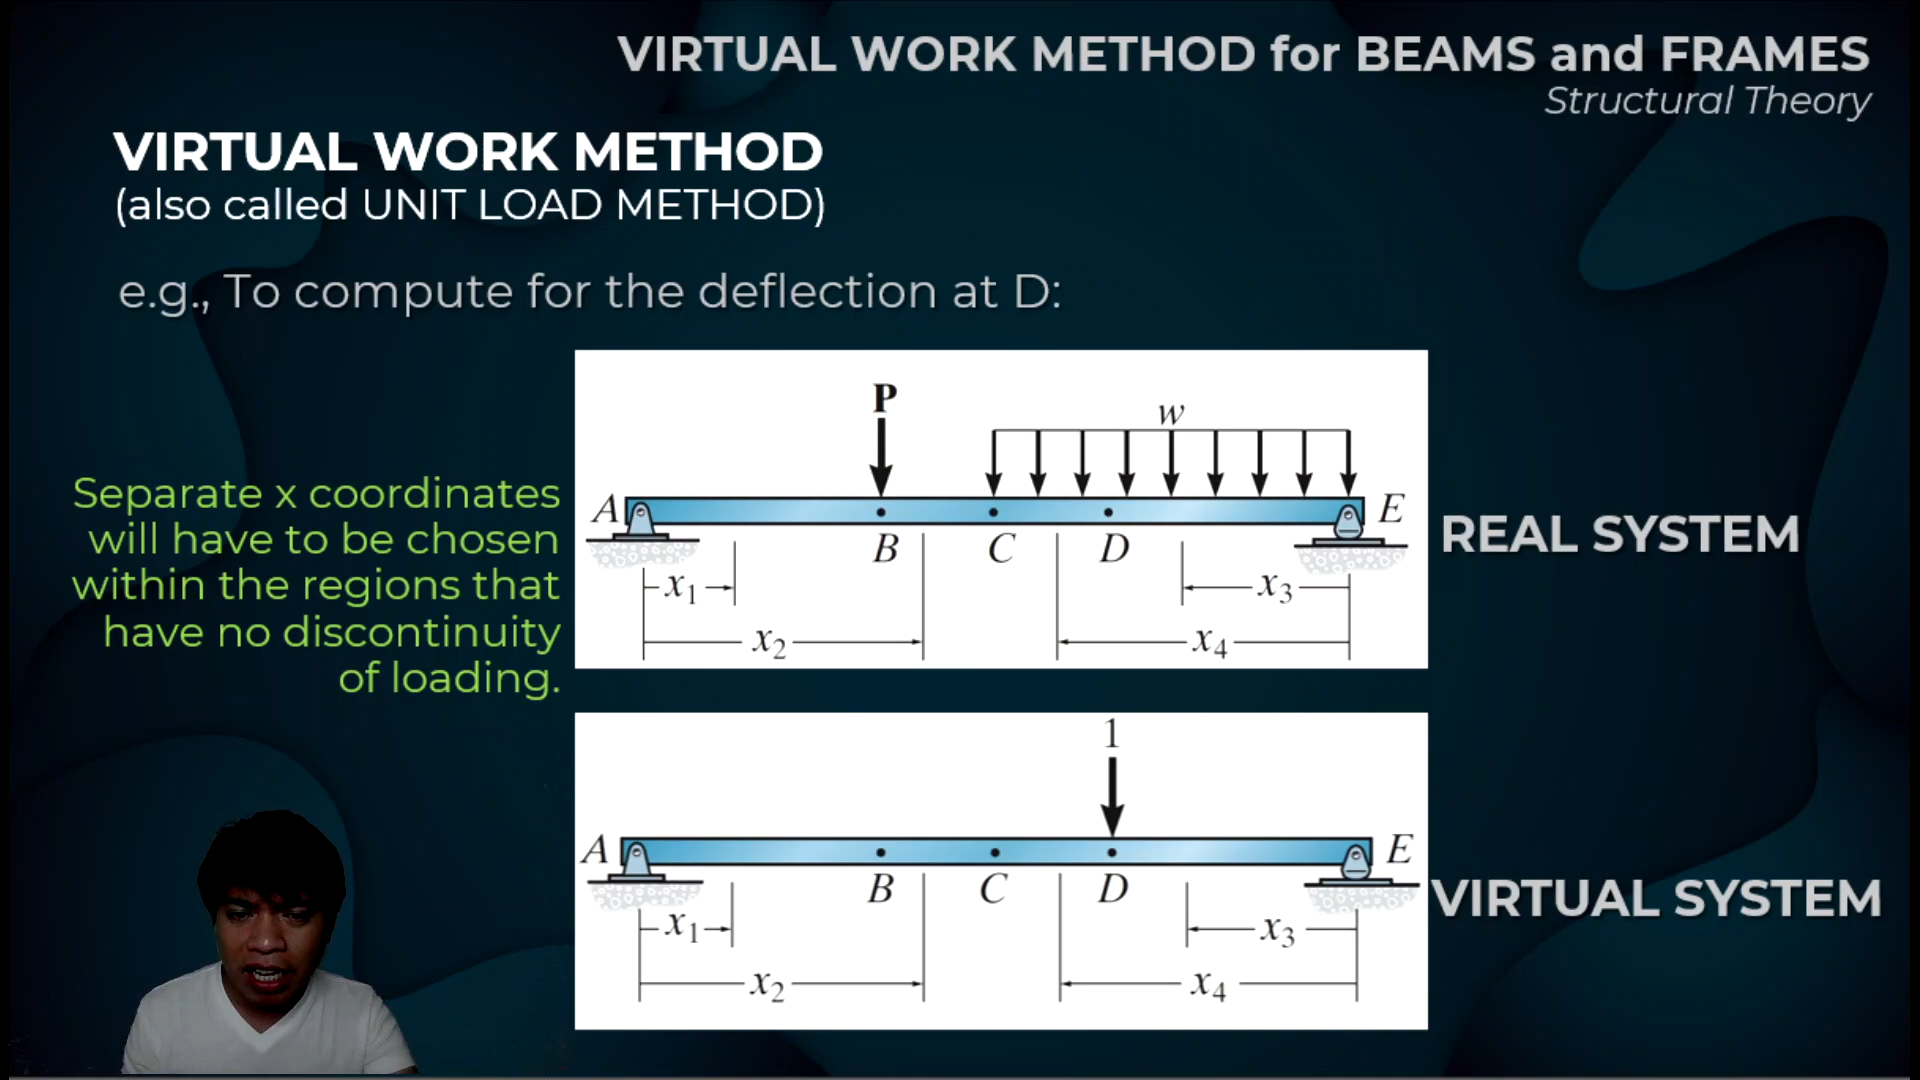 VIRTUAL WORK METHOD for BEAMS and FRAMES
Structural Theory
VIRTUAL WORK METHOD
(also called UNIT LOAD METHOD)
e.g., To compute for the deflection at D:
Separate x coordinates
will have to be chosen
within the regions that
have no discontinuity
of loading.
P
w
A
E
B
C
D
x₁
x₃
x₂
x₄
REAL SYSTEM
1
A
E
B
C
D
x₁
x₃
x₂
x₄
VIRTUAL SYSTEM